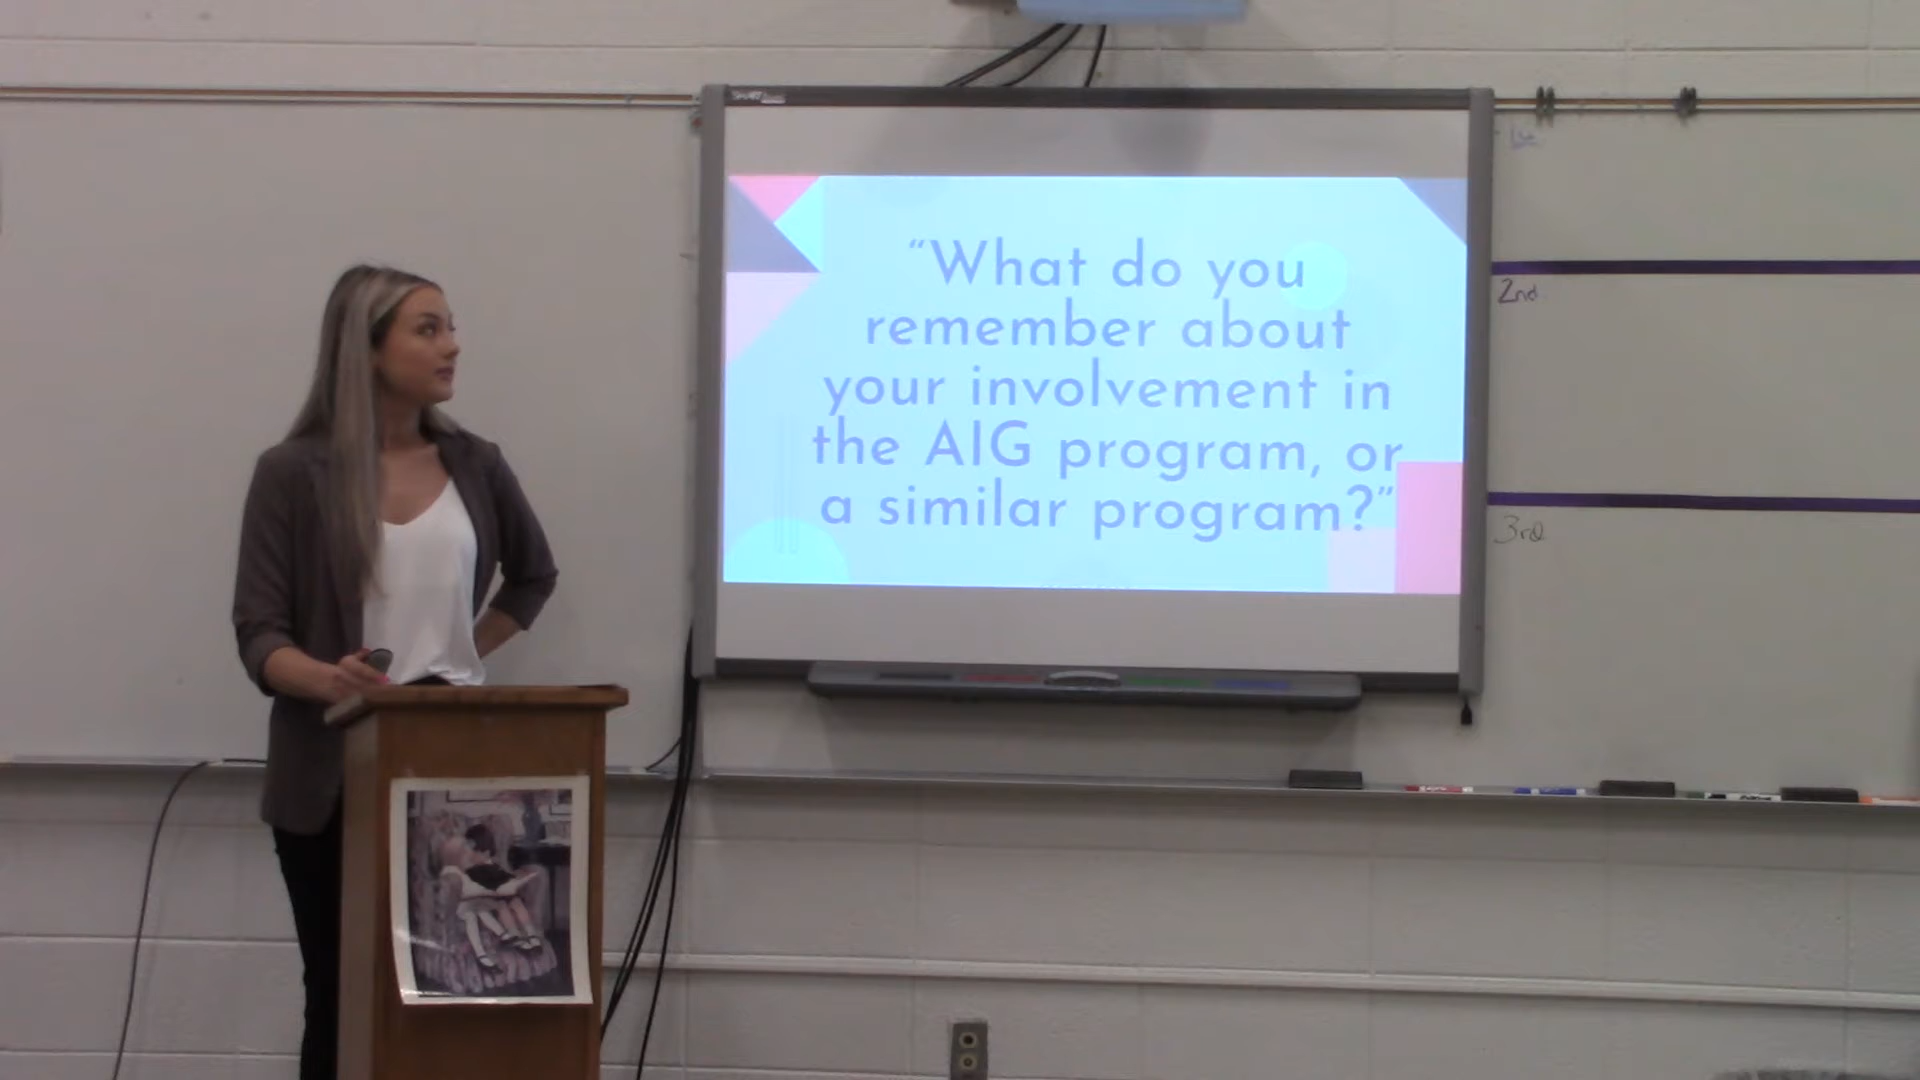 “What do you
remember about
your involvement in
the AIG program, or
a similar program?”
2nd
3rd